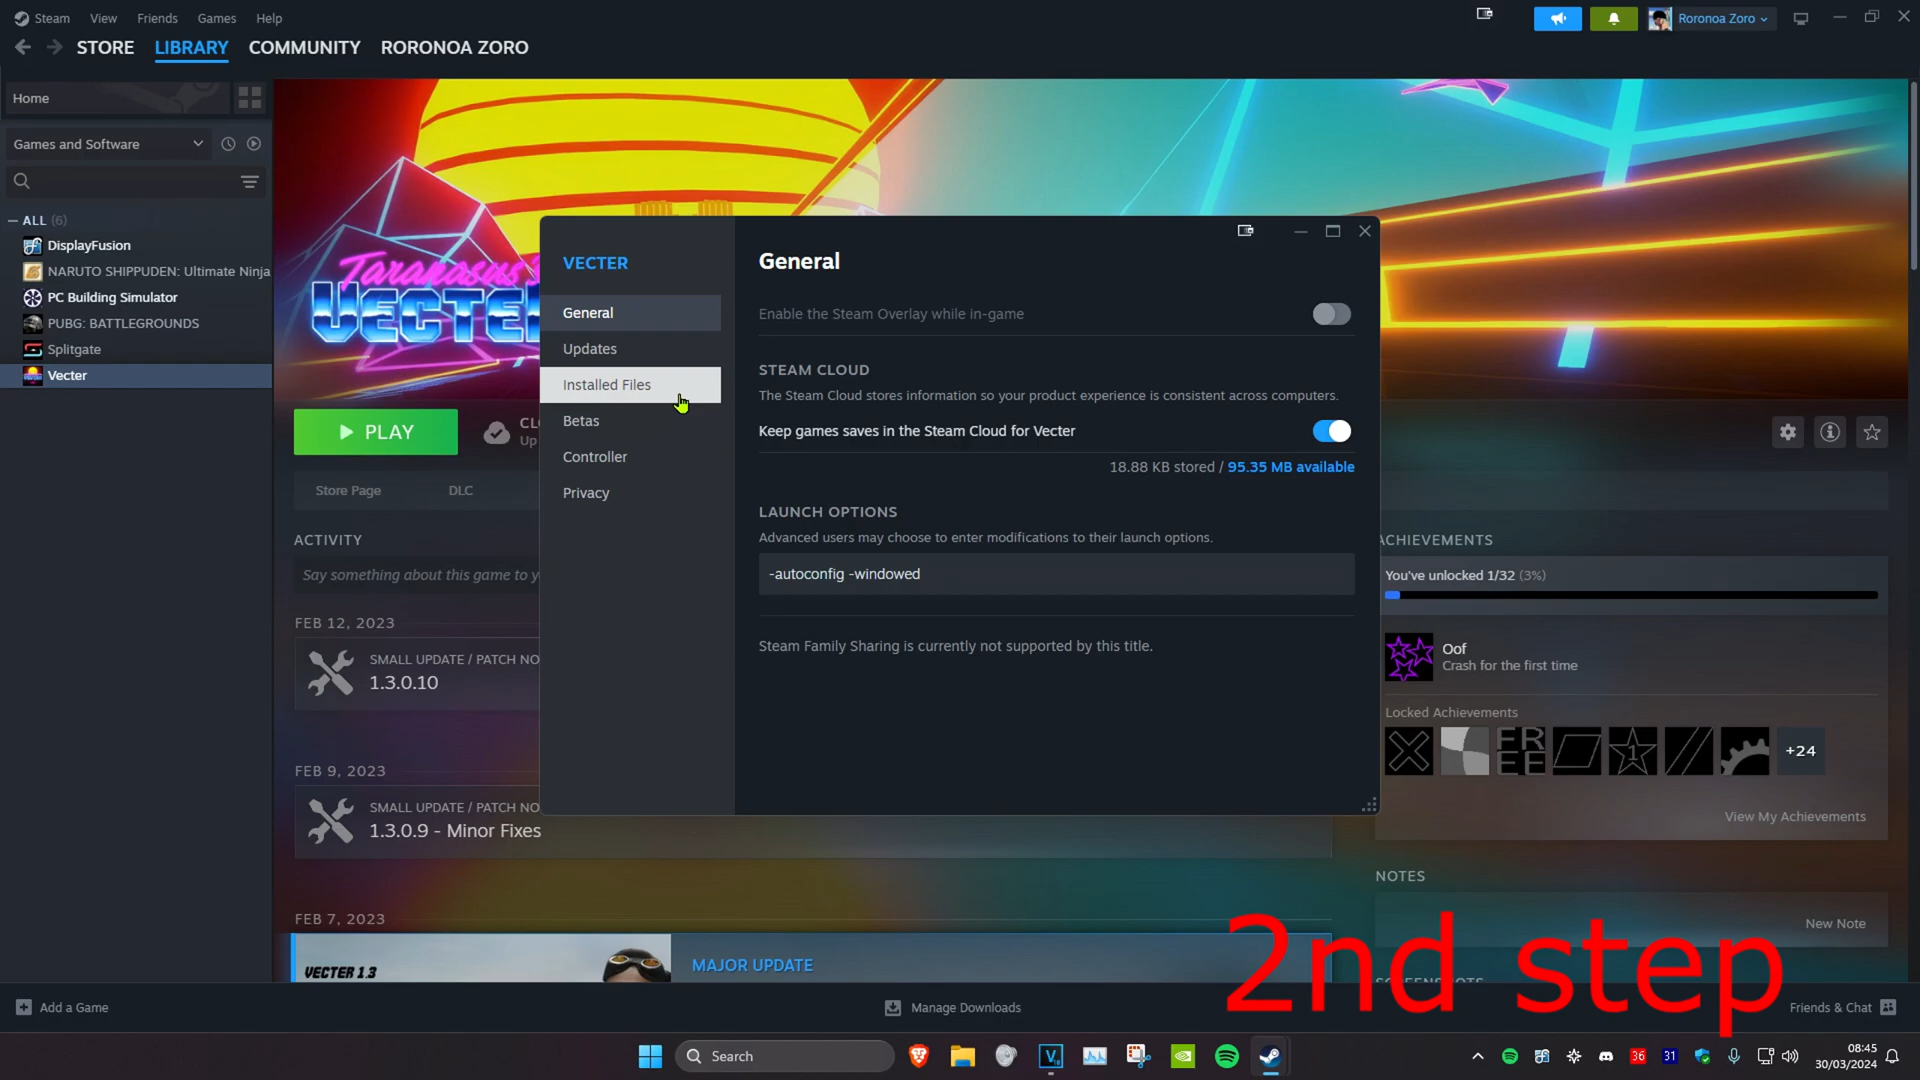 Steam View Friends Games Help
Roronoa Zoro
STORE LIBRARY COMMUNITY RORONOA ZORO
Home
Games and Software
ALL (6)
DisplayFusion
NARUTO SHIPPUDEN: Ultimate Ninja
PC Building Simulator
PUBG: BATTLEGROUNDS
Splitgate
Vecter
Taranasus's
VECTER
PLAY
CL
Up
Store Page DLC
ACTIVITY
Say something about this game to y
FEB 12, 2023
SMALL UPDATE / PATCH NO
1.3.0.10
FEB 9, 2023
SMALL UPDATE / PATCH NO
1.3.0.9 - Minor Fixes
FEB 7, 2023
VECTER 1.3
MAJOR UPDATE
VECTER
General
Updates
Installed Files
Betas
Controller
Privacy
General
Enable the Steam Overlay while in-game
STEAM CLOUD
The Steam Cloud stores information so your product experience is consistent across computers.
Keep games saves in the Steam Cloud for Vecter
18.88 KB stored / 95.35 MB available
LAUNCH OPTIONS
Advanced users may choose to enter modifications to their launch options.
-autoconfig -windowed
Steam Family Sharing is currently not supported by this title.
ACHIEVEMENTS
You've unlocked 1/32 (3%)
Oof
Crash for the first time
Locked Achievements
FR
EE
1
+24
View My Achievements
NOTES
New Note
SCREENSHOTS
2nd step
Add a Game
Manage Downloads
Friends & Chat
Search
V
36
31
08:45
30/03/2024